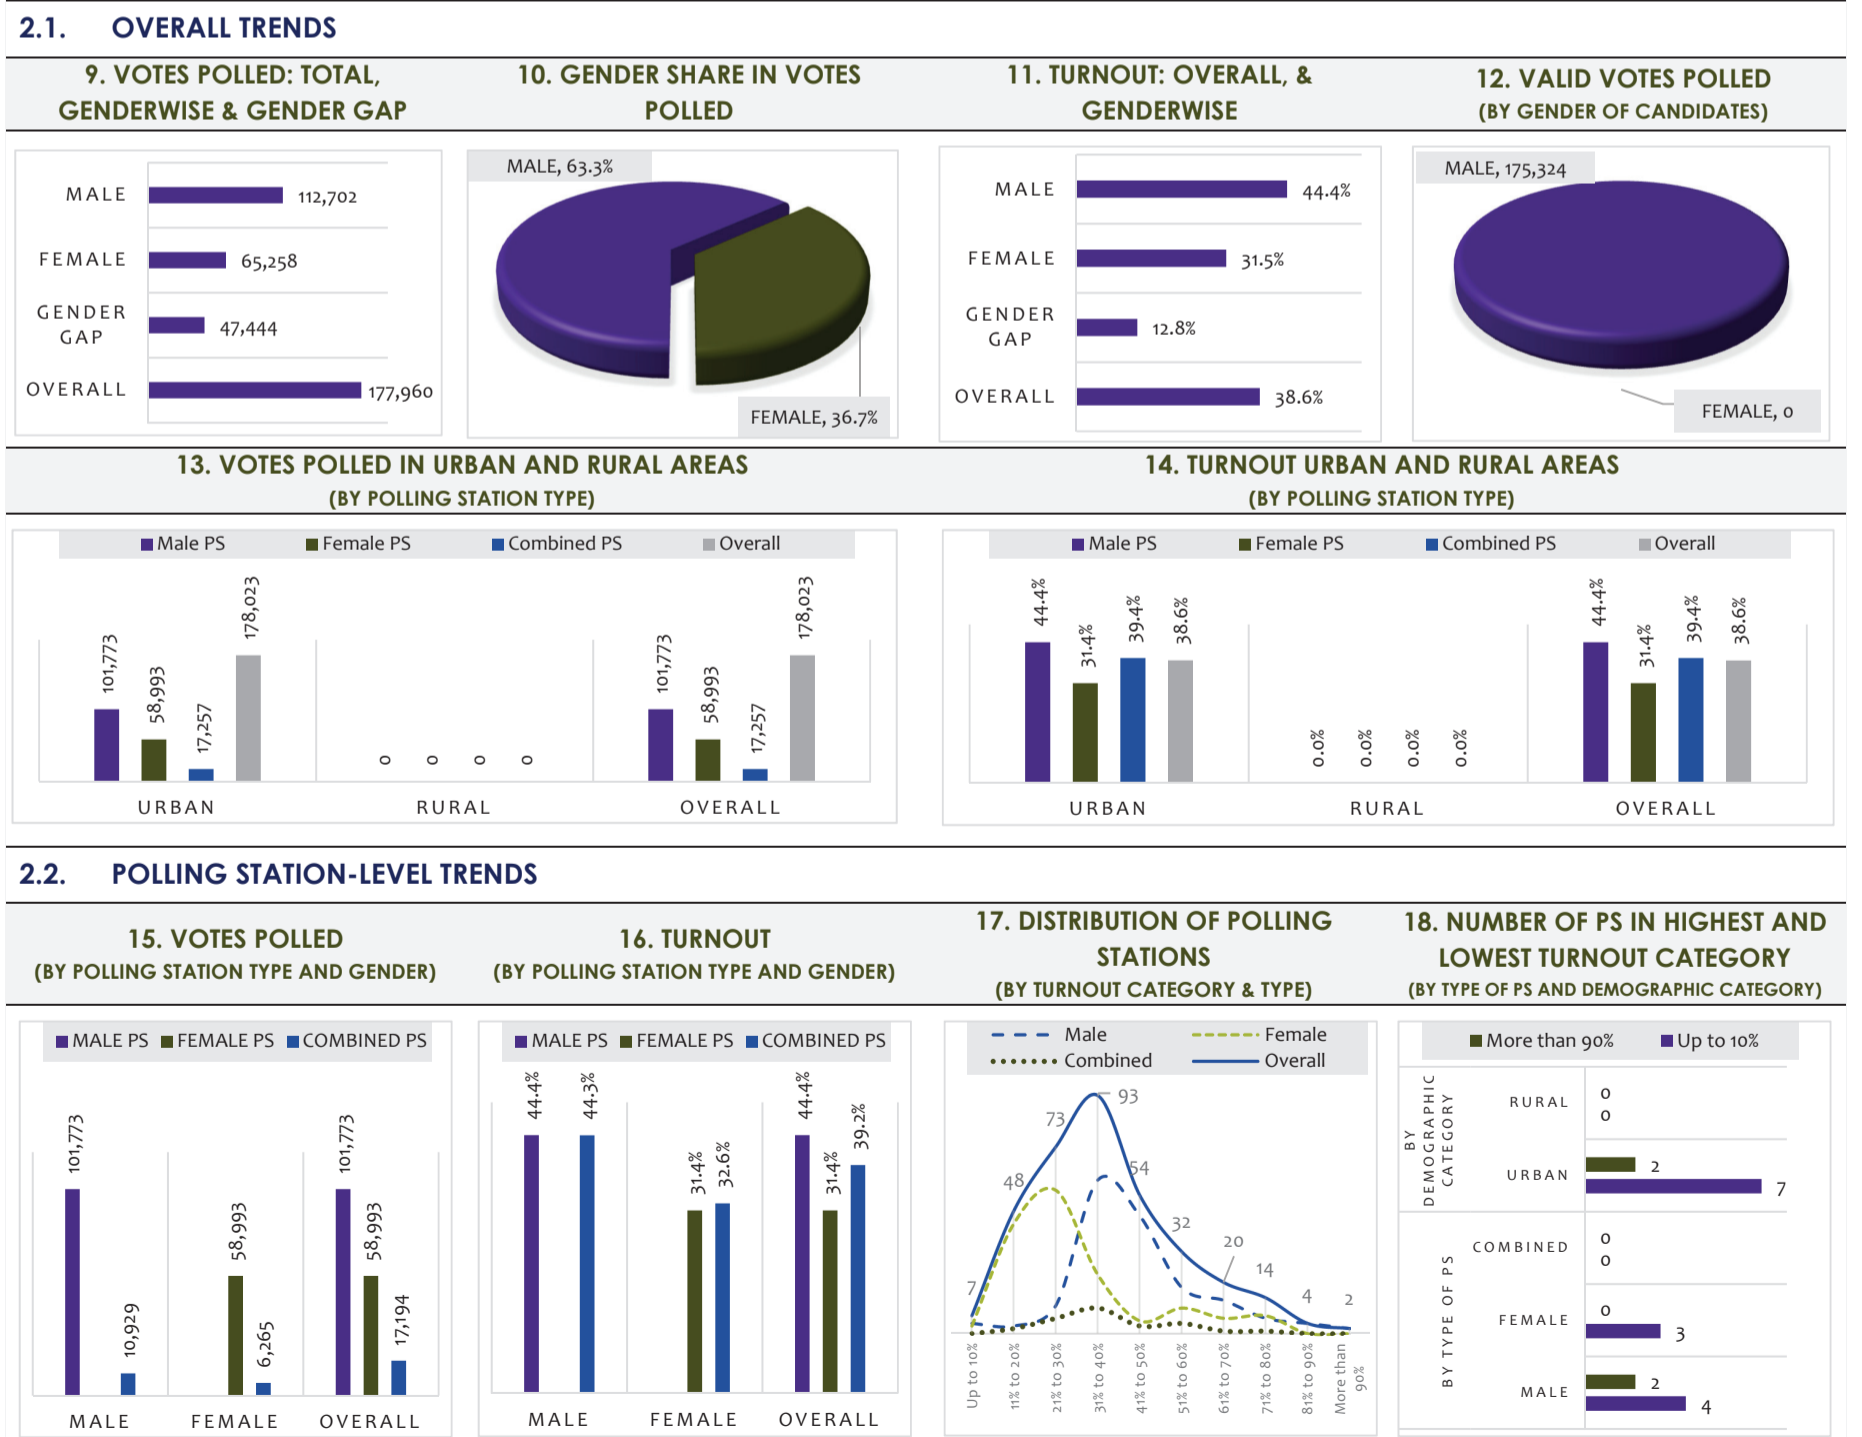 2.1. OVERALL TRENDS
9. VOTES POLLED: TOTAL,
GENDERWISE & GENDER GAP
10. GENDER SHARE IN VOTES
POLLED
11. TURNOUT: OVERALL, &
GENDERWISE
12. VALID VOTES POLLED
(BY GENDER OF CANDIDATES)
MALE
112,702
FEMALE
65,258
GENDER
GAP
47,444
OVERALL
177,960
MALE, 63.3%
FEMALE, 36.7%
MALE
44.4%
FEMALE
31.5%
GENDER
GAP
12.8%
OVERALL
38.6%
MALE, 175,324
FEMALE, 0
13. VOTES POLLED IN URBAN AND RURAL AREAS
(BY POLLING STATION TYPE)
14. TURNOUT URBAN AND RURAL AREAS
(BY POLLING STATION TYPE)
Male PS Female PS Combined PS Overall
101,773
58,993
17,257
178,023
0 0 0 0
101,773
58,993
17,257
178,023
URBAN RURAL OVERALL
Male PS Female PS Combined PS Overall
44.4%
31.4%
39.4%
38.6%
0.0%
0.0%
0.0%
0.0%
44.4%
31.4%
39.4%
38.6%
URBAN RURAL OVERALL
2.2. POLLING STATION-LEVEL TRENDS
15. VOTES POLLED
(BY POLLING STATION TYPE AND GENDER)
16. TURNOUT
(BY POLLING STATION TYPE AND GENDER)
17. DISTRIBUTION OF POLLING
STATIONS
(BY TURNOUT CATEGORY & TYPE)
18. NUMBER OF PS IN HIGHEST AND
LOWEST TURNOUT CATEGORY
(BY TYPE OF PS AND DEMOGRAPHIC CATEGORY)
MALE PS FEMALE PS COMBINED PS
101,773
10,929
58,993
6,265
101,773
58,993
17,194
MALE FEMALE OVERALL
MALE PS FEMALE PS COMBINED PS
44.4%
44.3%
31.4%
32.6%
44.4%
31.4%
39.2%
MALE FEMALE OVERALL
Male Female
Combined Overall
7
48
73
93
54
32
20
14
4
2
Up to 10%
11% to 20%
21% to 30%
31% to 40%
41% to 50%
51% to 60%
61% to 70%
71% to 80%
81% to 90%
More than
90%
More than 90% Up to 10%
BY
DEMOGRAPHIC
CATEGORY
RURAL
0
0
URBAN
2
7
BY TYPE OF PS
COMBINED
0
0
FEMALE
0
3
MALE
2
4